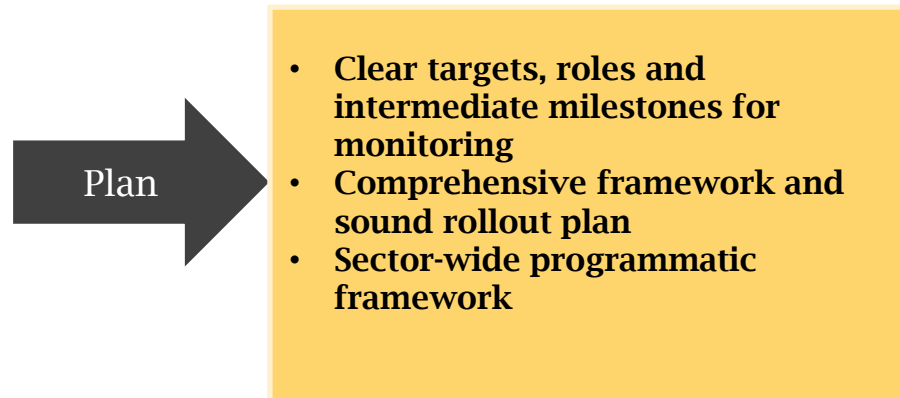 Plan
• Clear targets, roles and
intermediate milestones for
monitoring
• Comprehensive framework and
sound rollout plan
• Sector-wide programmatic
framework